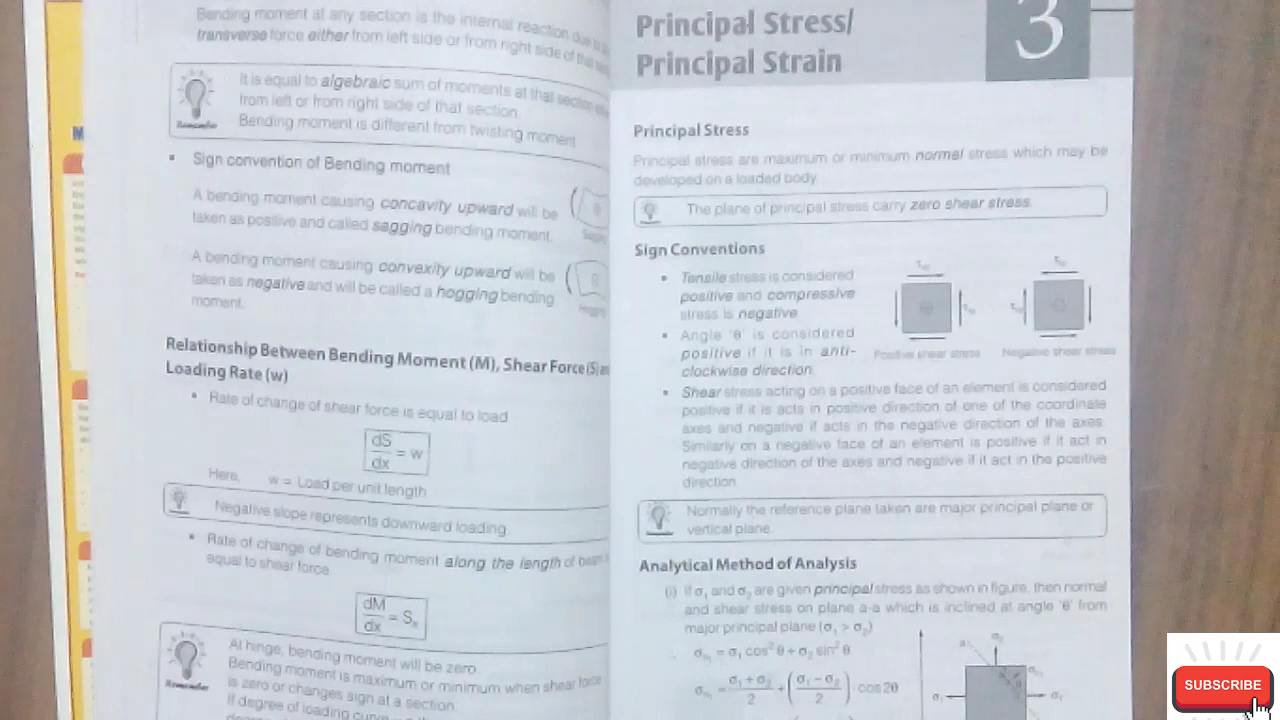 Bending moment at any section is the internal reaction due to
transverse force either from left side or from right side of that
It is equal to algebraic sum of moments at that section
from left or from right side of that section.
Bending moment is different from twisting moment
Remember
• Sign convention of Bending moment
A bending moment causing concavity upward will be
taken as positive and called sagging bending moment.
A bending moment causing convexity upward will be
taken as negative and will be called a hogging bending
moment.
Relationship Between Bending Moment (M), Shear Force (S) and
Loading Rate (w)
• Rate of change of shear force is equal to load
dS/dx = w
Here, w = Load per unit length
Negative slope represents downward loading.
• Rate of change of bending moment along the length of beam
equal to shear force.
dM/dx = Sx
At hinge, bending moment will be zero.
Bending moment is maximum or minimum when shear force
is zero or changes sign at a section.
If degree of loading curve
Remember
Principal Stress/
Principal Strain
3
Principal Stress
Principal stress are maximum or minimum normal stress which may be
developed on a loaded body.
The plane of principal stress carry zero shear stress.
Sign Conventions
• Tensile stress is considered
positive and compressive
stress is negative.
• Angle 'θ' is considered
positive if it is in anti-
clockwise direction.
Positive shear stress
Negative shear stress
• Shear stress acting on a positive face of an element is considered
positive if it is acts in positive direction of one of the coordinate
axes and negative if acts in the negative direction of the axes.
Similarly on a negative face of an element is positive if it act in
negative direction of the axes and negative if it act in the positive
direction.
Normally the reference plane taken are major principal plane or
vertical plane.
Analytical Method of Analysis
(i) If σ1 and σ2 are given principal stress as shown in figure, then normal
and shear stress on plane a-a which is inclined at angle 'θ' from
major principal plane (σ1 > σ2)
∴ σn1 = σ1 cos² θ + σ2 sin² θ
σn1 = (σ1 + σ2)/2 + ((σ1 − σ2)/2) cos 2θ
σ2
σ1
σ1
SUBSCRIBE